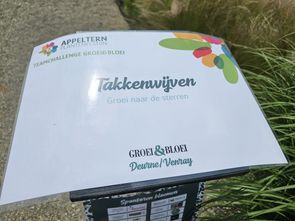 APPELTERN
TEAMCHALLENGE GROEI&BLOEI
Takkenwijven
Groei naar de sterren
GROEI & BLOEI
Deurne/Venray